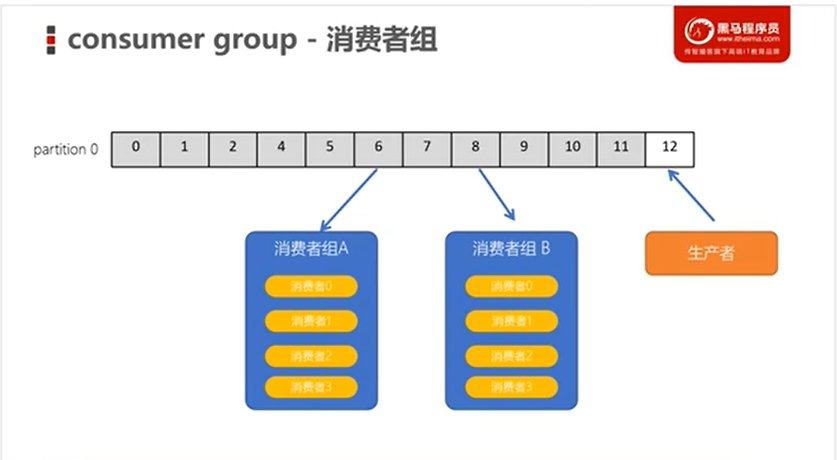 consumer group - 消费者组
黑马程序员
www.itheima.com
传智播客旗下高端IT教育品牌
partition 0
0 1 2 4 5 6 7 8 9 10 11 12
消费者组A
消费者0
消费者1
消费者2
消费者3
消费者组 B
消费者0
消费者1
消费者2
消费者3
生产者